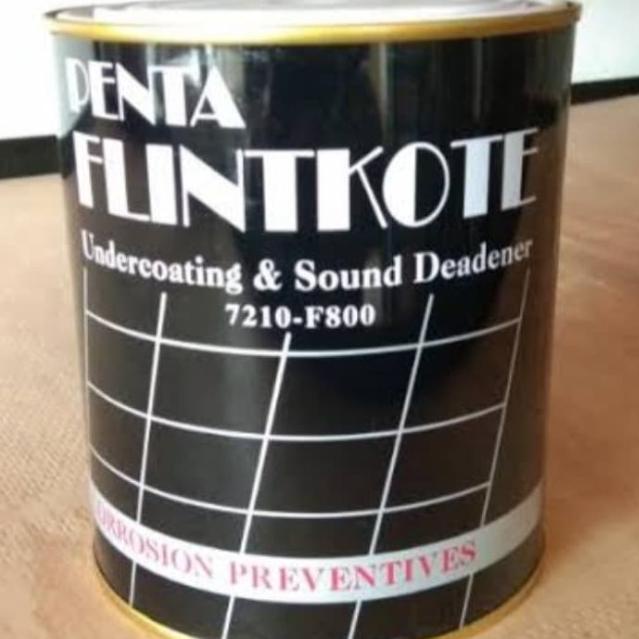 PENTA
FLINTKOTE
Undercoating & Sound Deadener
7210-F800
CORROSION PREVENTIVES